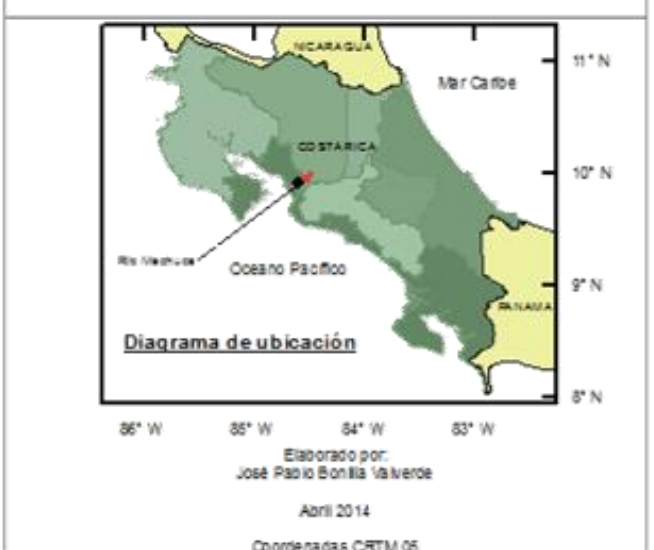 NICARAGUA
11° N
Mar Caribe
COSTA RICA
10° N
Río Machuca
Oceano Pacífico
9° N
PANAMA
Diagrama de ubicación
8° N
86° W
85° W
84° W
83° W
Elaborado por:
José Pablo Bonilla Valverde
Abril 2014
Coordenadas CRTM 05